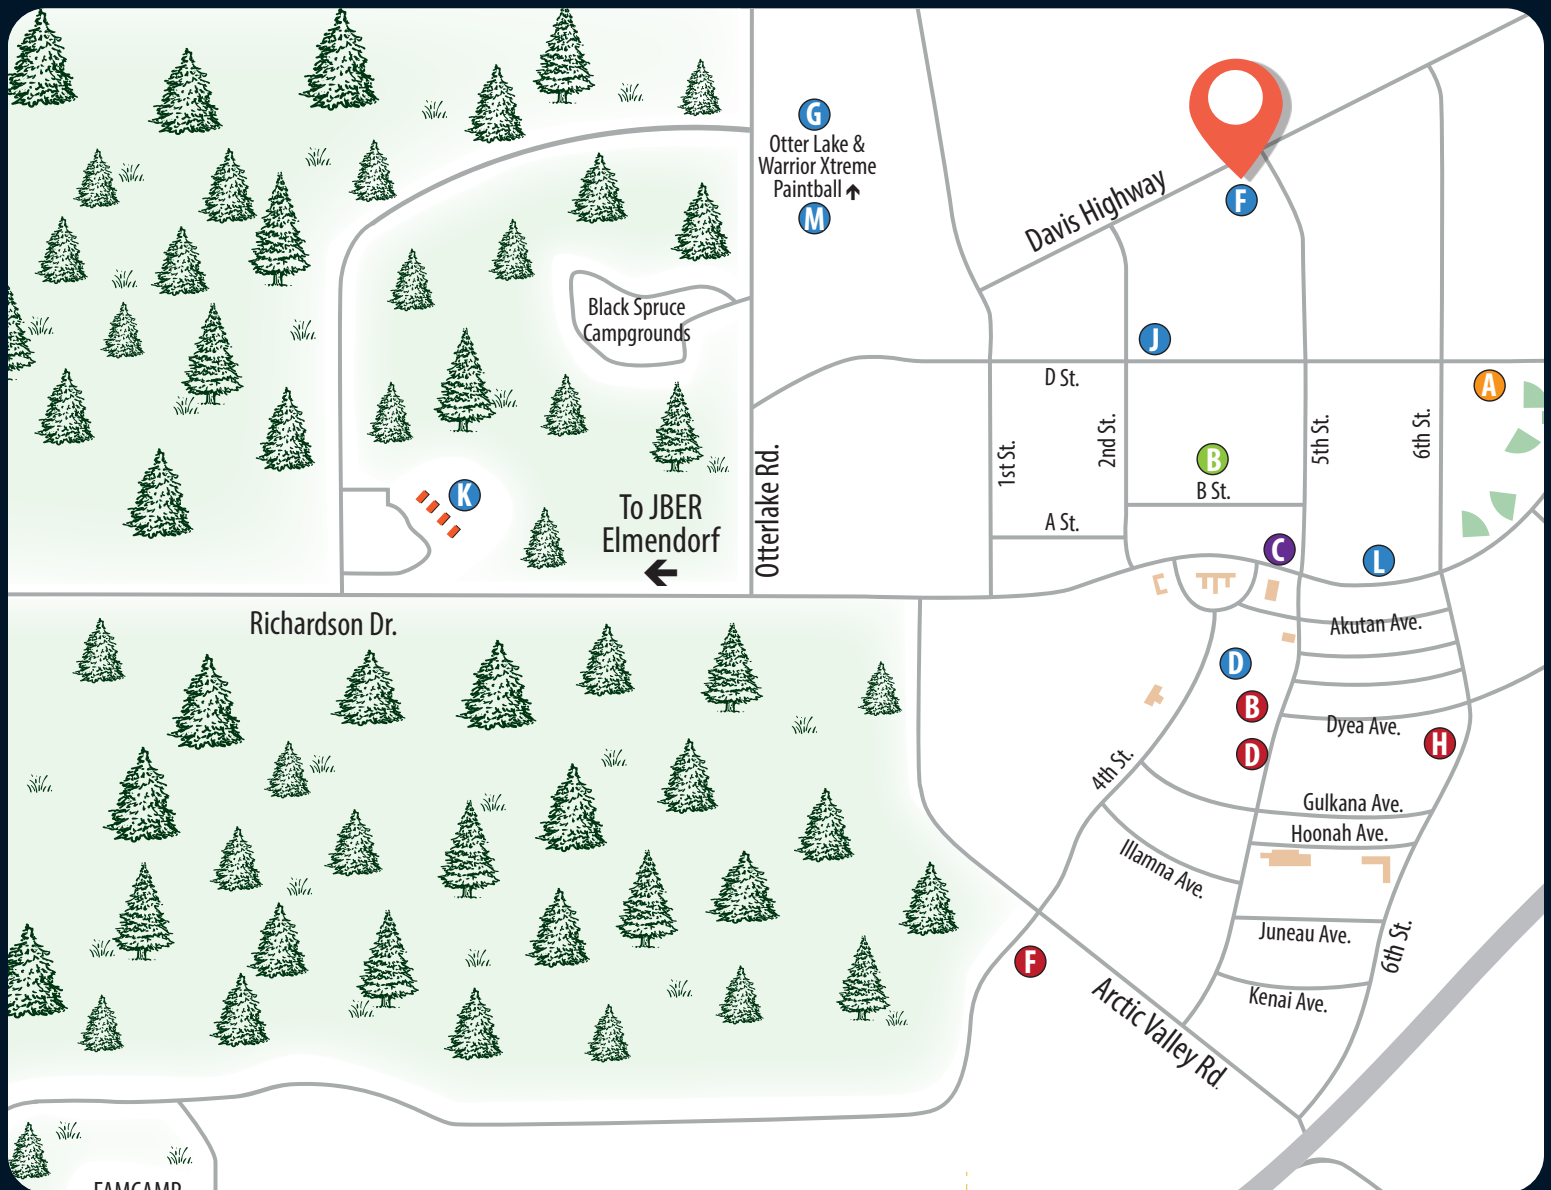 G
Otter Lake &
Warrior Xtreme
Paintball
M
F
Davis Highway
Black Spruce
Campgrounds
J
D St.
A
1st St.
2nd St.
5th St.
6th St.
B
B St.
K
To JBER
Elmendorf
Otterlake Rd.
A St.
C
L
Richardson Dr.
Akutan Ave.
D
B
D
Dyea Ave.
H
4th St.
Gulkana Ave.
Hoonah Ave.
Illamna Ave.
Juneau Ave.
6th St.
F
Kenai Ave.
Arctic Valley Rd.
FAMCAMP